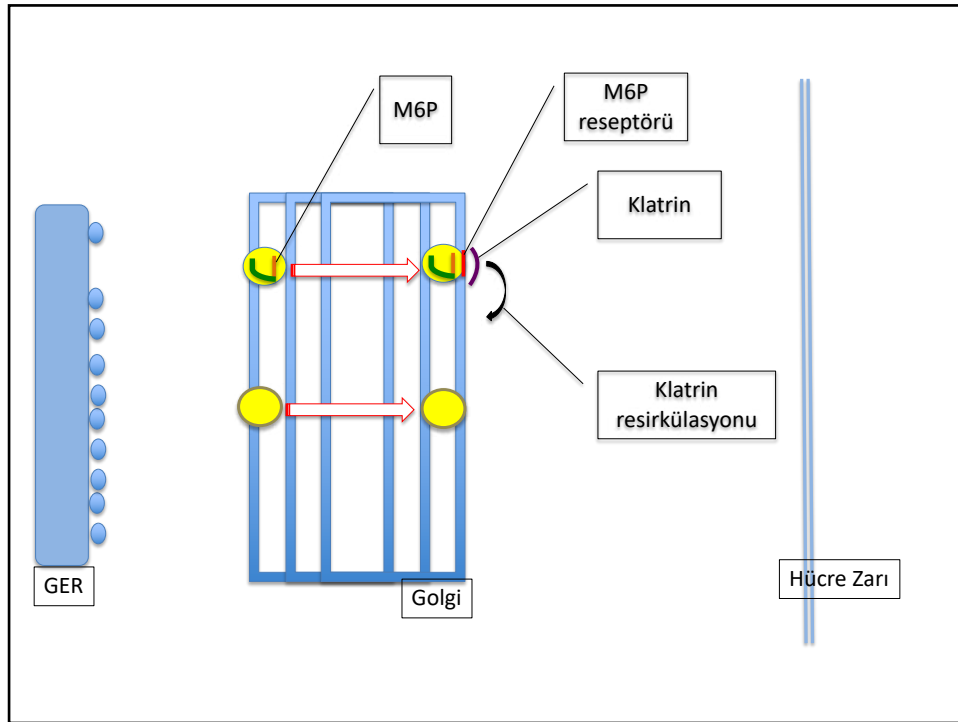 M6P
M6P
reseptörü
Klatrin
Klatrin
resirkülasyonu
GER
Golgi
Hücre Zarı